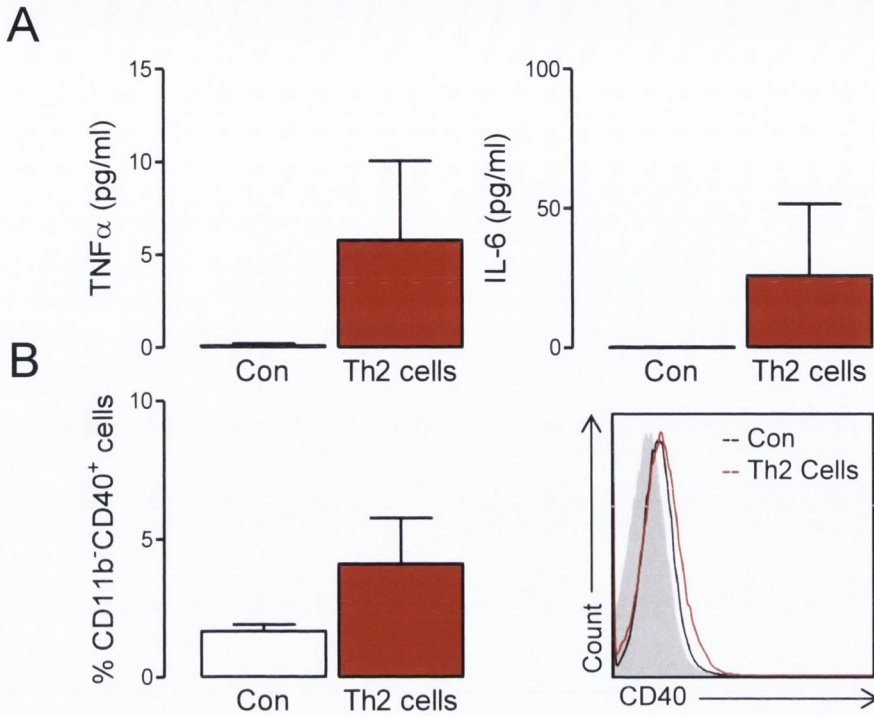 A
TNFα (pg/ml)
15
10
5
0
Con
Th2 cells
IL-6 (pg/ml)
100
50
0
Con
Th2 cells
B
% CD11b⁻CD40⁺ cells
10
5
0
Con
Th2 cells
Count
-- Con
-- Th2 Cells
CD40